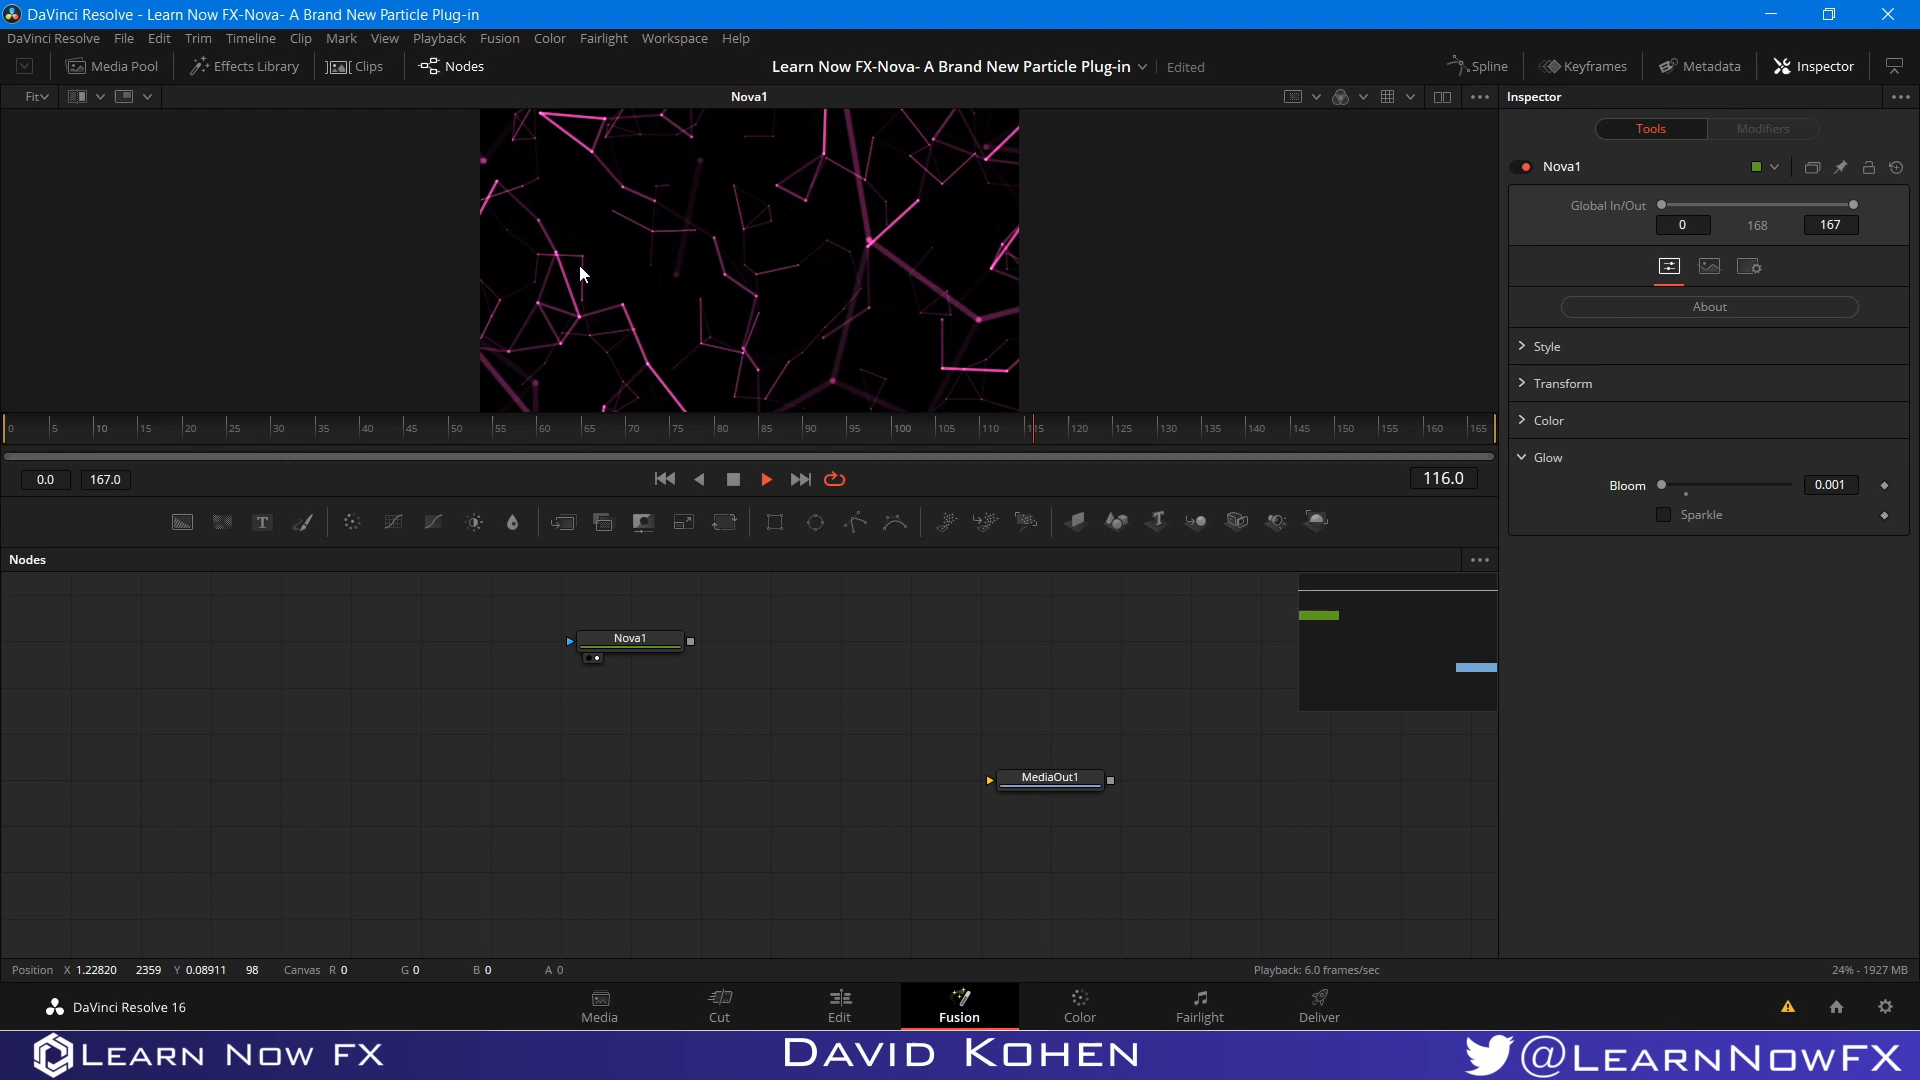 DaVinci Resolve - Learn Now FX-Nova- A Brand New Particle Plug-in
DaVinci Resolve File Edit Trim Timeline Clip Mark View Playback Fusion Color Fairlight Workspace Help
Media Pool Effects Library Clips Nodes Learn Now FX-Nova- A Brand New Particle Plug-in Edited Spline Keyframes Metadata Inspector
Fit Nova1 Inspector
Tools Modifiers
Nova1
Global In/Out
0 168 167
About
Style
Transform
Color
Glow
Bloom 0.001
Sparkle
0 5 10 15 20 25 30 35 40 45 50 55 60 65 70 75 80 85 90 95 100 105 110 115 120 125 130 135 140 145 150 155 160 165
0.0 167.0 116.0
T T
Nodes
Nova1
MediaOut1
Position X 1.22820 2359 Y 0.08911 98 Canvas R 0 G 0 B 0 A 0 Playback: 6.0 frames/sec 24% - 1927 MB
DaVinci Resolve 16 Media Cut Edit Fusion Color Fairlight Deliver
Learn Now FX David Kohen @LearnNowFX